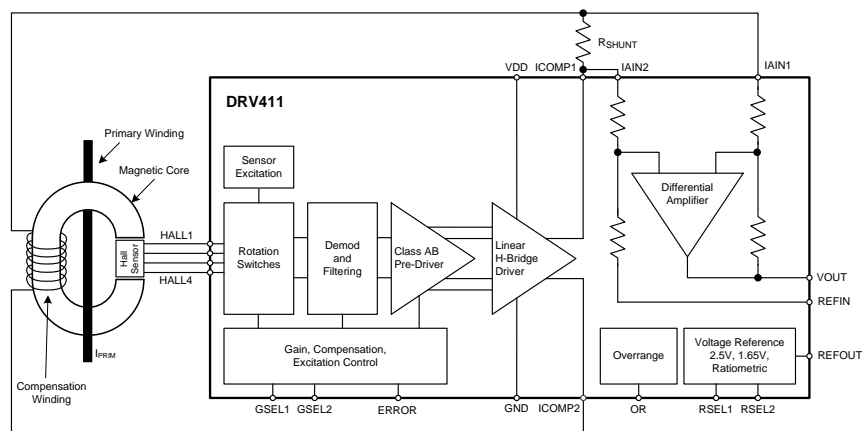 RSHUNT
VDD
ICOMP1
IAIN2
IAIN1
DRV411
Primary Winding
Magnetic Core
Sensor
Excitation
Differential
Amplifier
HALL1
Hall
Sensor
HALL4
Rotation
Switches
Demod
and
Filtering
Class AB
Pre-Driver
Linear
H-Bridge
Driver
VOUT
REFIN
IPRIM
Compensation
Winding
Gain, Compensation,
Excitation Control
Overrange
Voltage Reference
2.5V, 1.65V,
Ratiometric
REFOUT
GSEL1
GSEL2
ERROR
GND
ICOMP2
OR
RSEL1
RSEL2